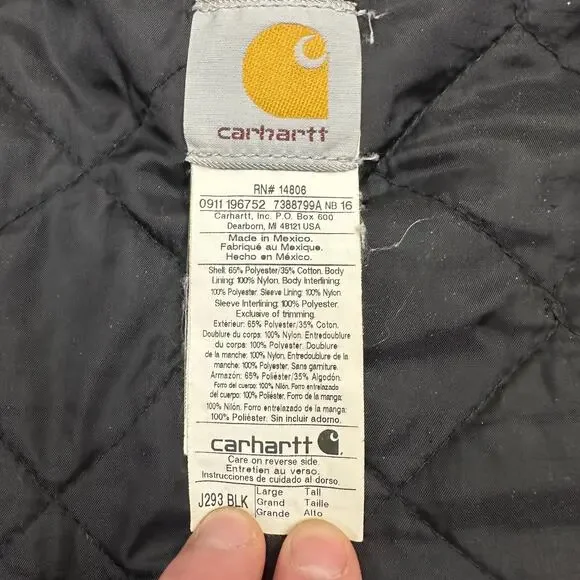 carhartt
RN# 14806
0911 196752 7388799A NB 16
Carhartt, Inc. P.O. Box 600
Dearborn, MI 48121 USA
Made in Mexico.
Fabriqué au Mexique.
Hecho en México.
Shell: 65% Polyester/35% Cotton. Body
Lining: 100% Nylon. Body Interlining:
100% Polyester. Sleeve Lining: 100% Nylon.
Sleeve Interlining: 100% Polyester.
Exclusive of trimming.
Extérieur: 65% Polyester/35% Coton.
Doublure du corps: 100% Nylon. Entredoublure
du corps: 100% Polyester. Doublure
de la manche: 100% Nylon. Entredoublure de la
manche: 100% Polyester. Sans garniture.
Armazón: 65% Poliéster/35% Algodón.
Forro del cuerpo: 100% Nilón. Forro entrelazado
del cuerpo: 100% Poliéster. Forro de la manga:
100% Nilón. Forro entrelazado de la manga:
100% Poliéster. Sin incluir adorno.
carhartt
Care on reverse side.
Entretien au verso.
Instrucciones de cuidado al dorso.
J293 BLK
Large Tall
Grand Taille
Grande Alto